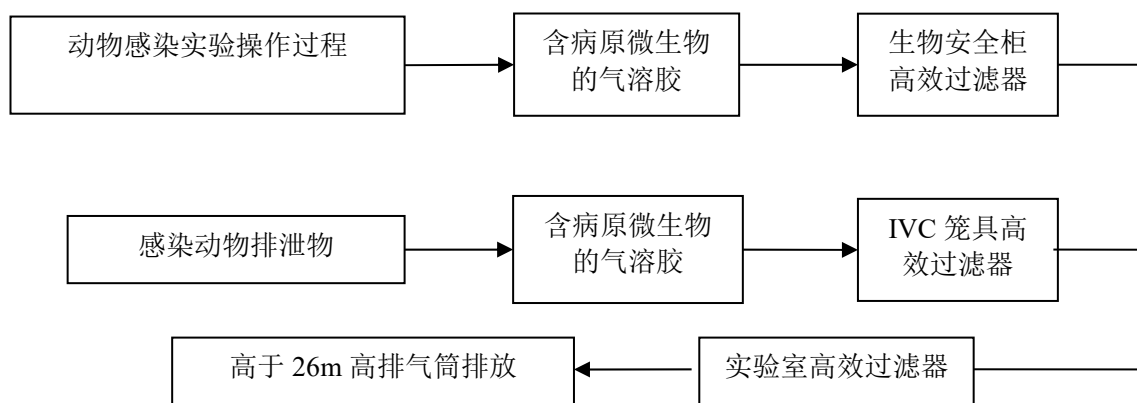 动物感染实验操作过程
含病原微生物
的气溶胶
生物安全柜
高效过滤器
感染动物排泄物
含病原微生物
的气溶胶
IVC 笼具高
效过滤器
高于 26m 高排气筒排放
实验室高效过滤器